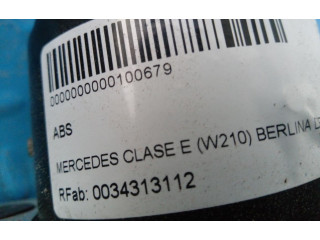 0000000000100679
ABS
MERCEDES CLASE E (W210) BERLINA
RFab: 0034313112